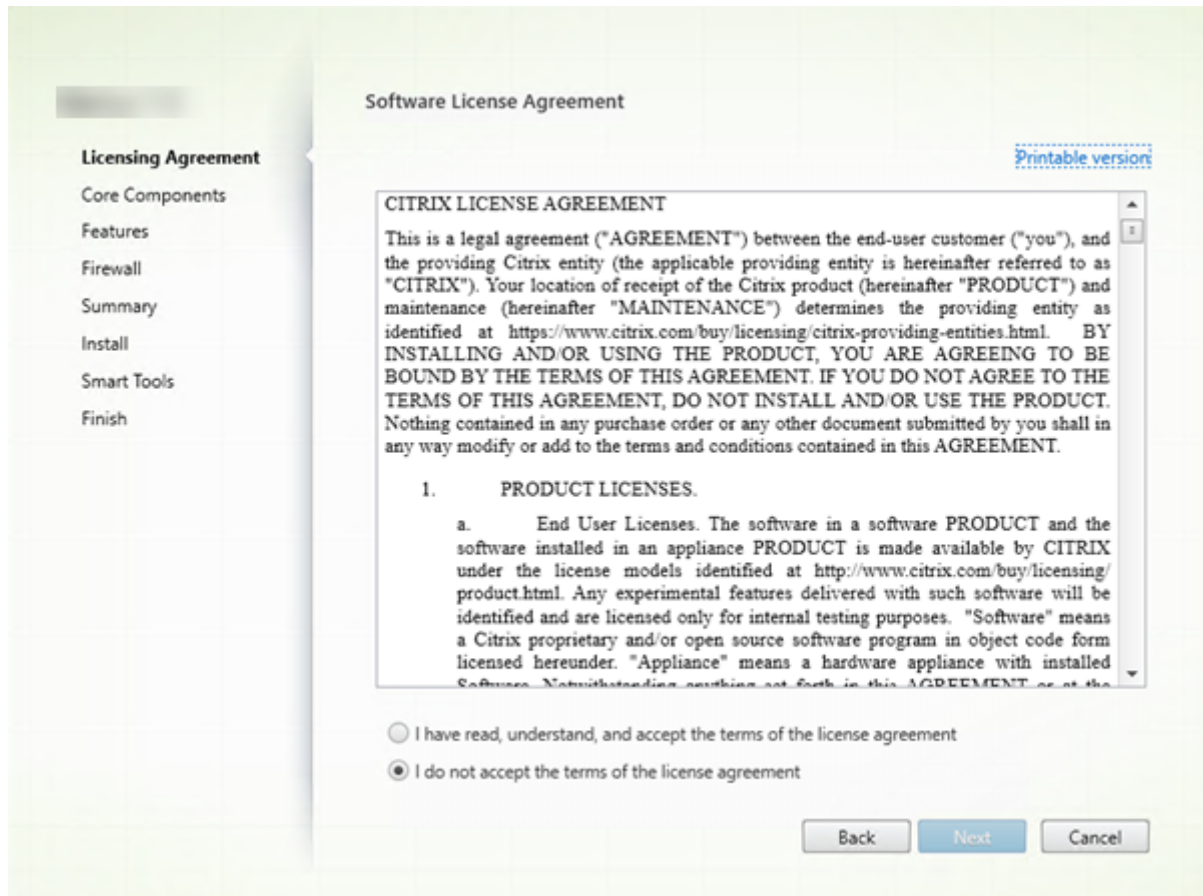 Software License Agreement
Licensing Agreement
Core Components
Features
Firewall
Summary
Install
Smart Tools
Finish
Printable version
CITRIX LICENSE AGREEMENT
This is a legal agreement ("AGREEMENT") between the end-user customer ("you"), and
the providing Citrix entity (the applicable providing entity is hereinafter referred to as
"CITRIX"). Your location of receipt of the Citrix product (hereinafter "PRODUCT") and
maintenance (hereinafter "MAINTENANCE") determines the providing entity as
identified at https://www.citrix.com/buy/licensing/citrix-providing-entities.html. BY
INSTALLING AND/OR USING THE PRODUCT, YOU ARE AGREEING TO BE
BOUND BY THE TERMS OF THIS AGREEMENT. IF YOU DO NOT AGREE TO THE
TERMS OF THIS AGREEMENT, DO NOT INSTALL AND/OR USE THE PRODUCT.
Nothing contained in any purchase order or any other document submitted by you shall in
any way modify or add to the terms and conditions contained in this AGREEMENT.
1. PRODUCT LICENSES.
a. End User Licenses. The software in a software PRODUCT and the
software installed in an appliance PRODUCT is made available by CITRIX
under the license models identified at http://www.citrix.com/buy/licensing/
product.html. Any experimental features delivered with such software will be
identified and are licensed only for internal testing purposes. "Software" means
a Citrix proprietary and/or open source software program in object code form
licensed hereunder. "Appliance" means a hardware appliance with installed
Software. Notwithstanding anything set forth in this AGREEMENT or at the
I have read, understand, and accept the terms of the license agreement
I do not accept the terms of the license agreement
Back
Next
Cancel